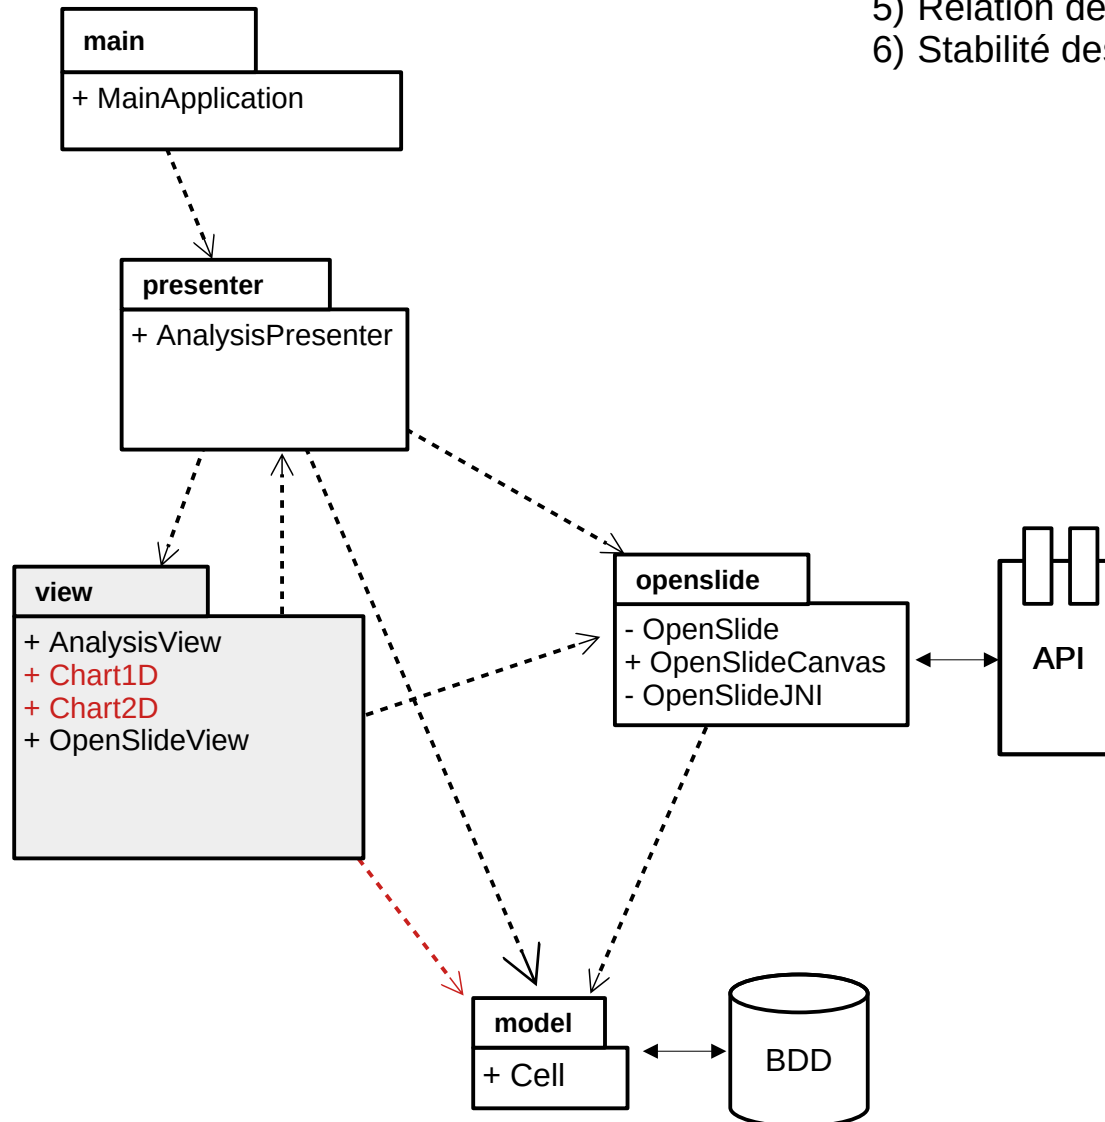 5) Relation de
6) Stabilité des
main
+ MainApplication
presenter
+ AnalysisPresenter
view
+ AnalysisView
+ Chart1D
+ Chart2D
+ OpenSlideView
openslide
- OpenSlide
+ OpenSlideCanvas
- OpenSlideJNI
API
model
+ Cell
BDD